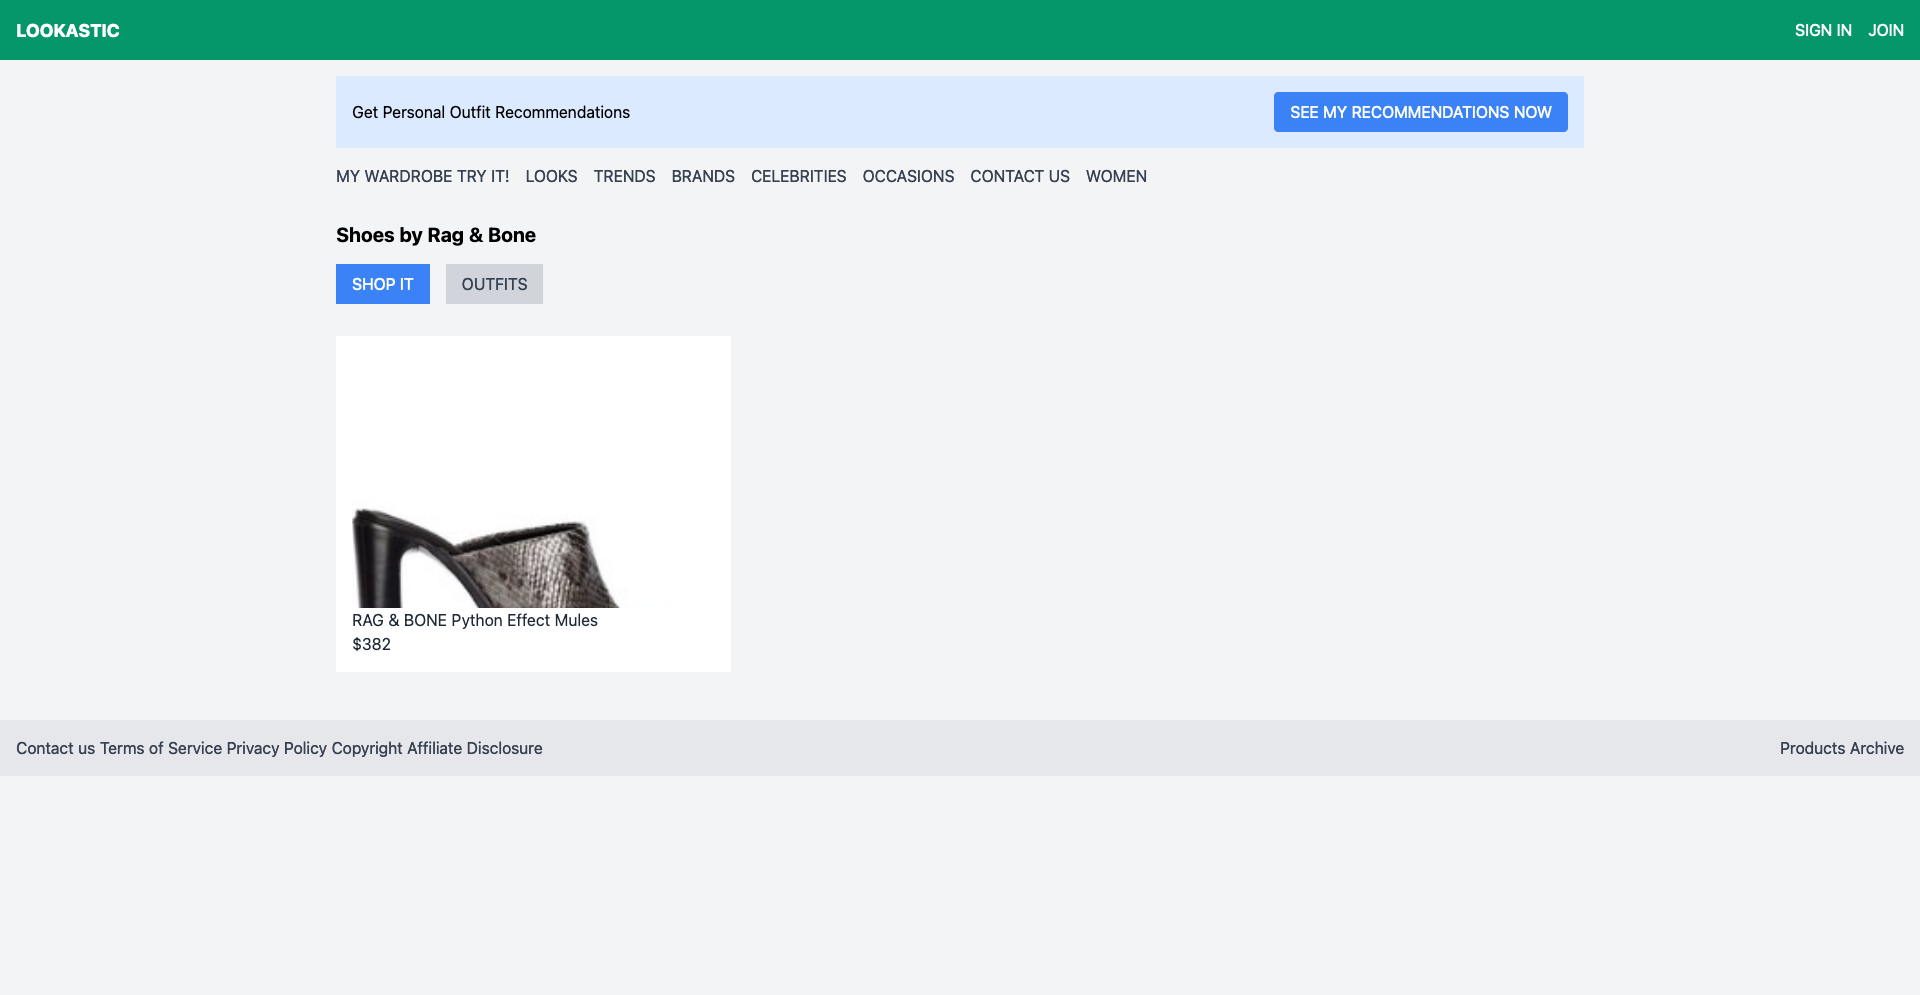 LOOKASTIC
SIGN IN JOIN
Get Personal Outfit Recommendations
SEE MY RECOMMENDATIONS NOW
MY WARDROBE TRY IT! LOOKS TRENDS BRANDS CELEBRITIES OCCASIONS CONTACT US WOMEN
Shoes by Rag & Bone
SHOP IT
OUTFITS
RAG & BONE Python Effect Mules
$382
Contact us Terms of Service Privacy Policy Copyright Affiliate Disclosure
Products Archive